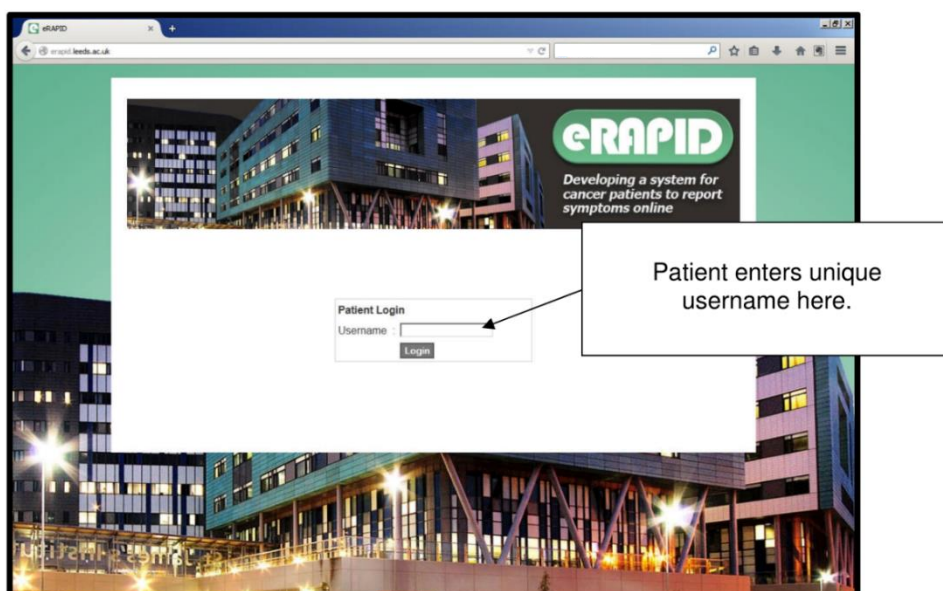 eRAPID
erapid.leeds.ac.uk
eRAPID
Developing a system for
cancer patients to report
symptoms online
Patient enters unique
username here.
Patient Login
Username :
Login